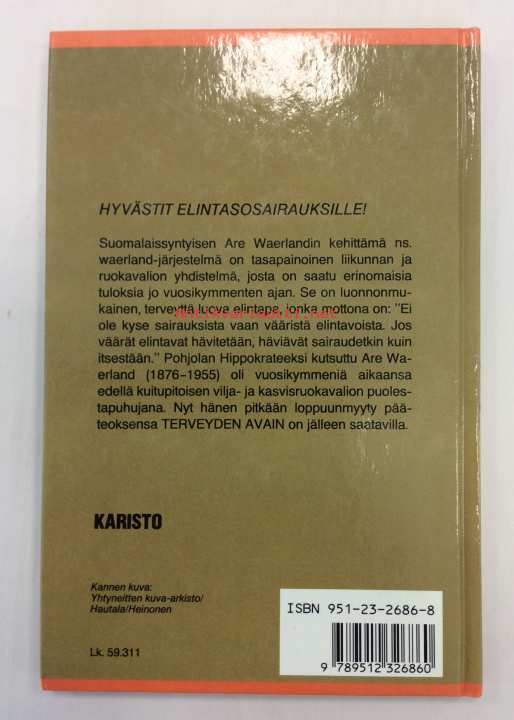 HYVÄSTIT ELINTASOSAIRAUKSILLE!
Suomalaissyntyisen Are Waerlandin kehittämä ns.
waerland-järjestelmä on tasapainoinen liikunnan ja
ruokavalion yhdistelmä, josta on saatu erinomaisia
tuloksia jo vuosikymmenten ajan. Se on luonnonmu-
kainen, terveyttä luova elintapa, jonka mottona on: "Ei
ole kyse sairauksista vaan vääristä elintavoista. Jos
väärät elintavat hävitetään, häviävät sairaudetkin kuin
itsestään." Pohjolan Hippokrateeksi kutsuttu Are Wa-
erland (1876–1955) oli vuosikymmeniä aikaansa
edellä kuitupitoisen vilja- ja kasvisruokavalion puoles-
tapuhujana. Nyt hänen pitkään loppuunmyyty pää-
teoksensa TERVEYDEN AVAIN on jälleen saatavilla.
KARISTO
Kannen kuva:
Yhtyneitten kuva-arkisto/
Hautala/Heinonen
Lk. 59.311
ISBN 951-23-2686-8
9 789512 326860